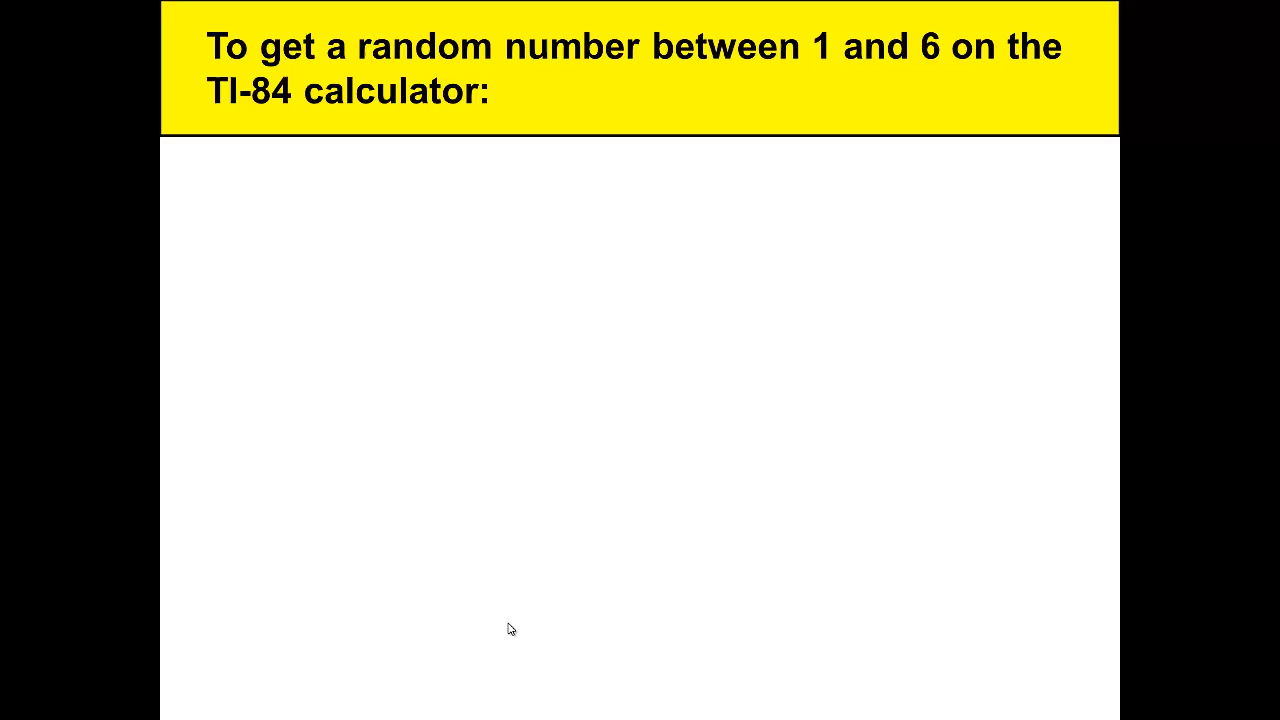 To get a random number between 1 and 6 on the
TI-84 calculator: